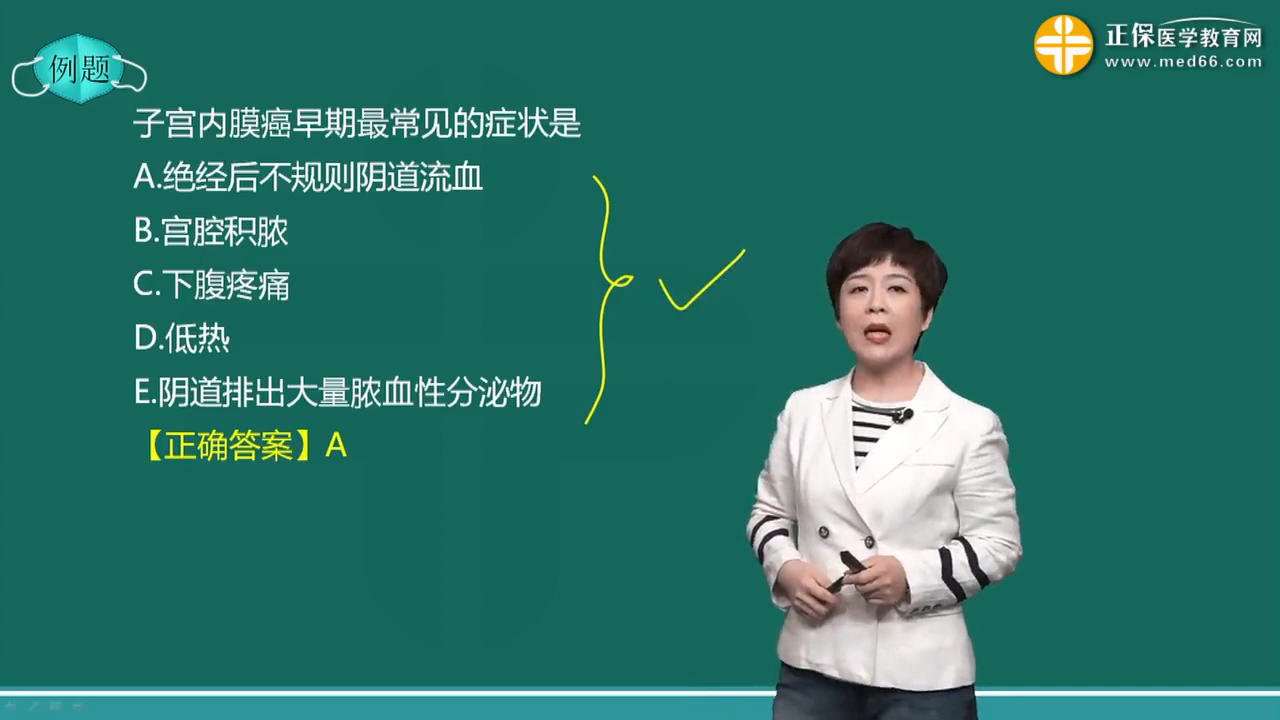 正保医学教育网
www.med66.com
例题
子宫内膜癌早期最常见的症状是
A.绝经后不规则阴道流血
B.宫腔积脓
C.下腹疼痛
D.低热
E.阴道排出大量脓血性分泌物
【正确答案】A